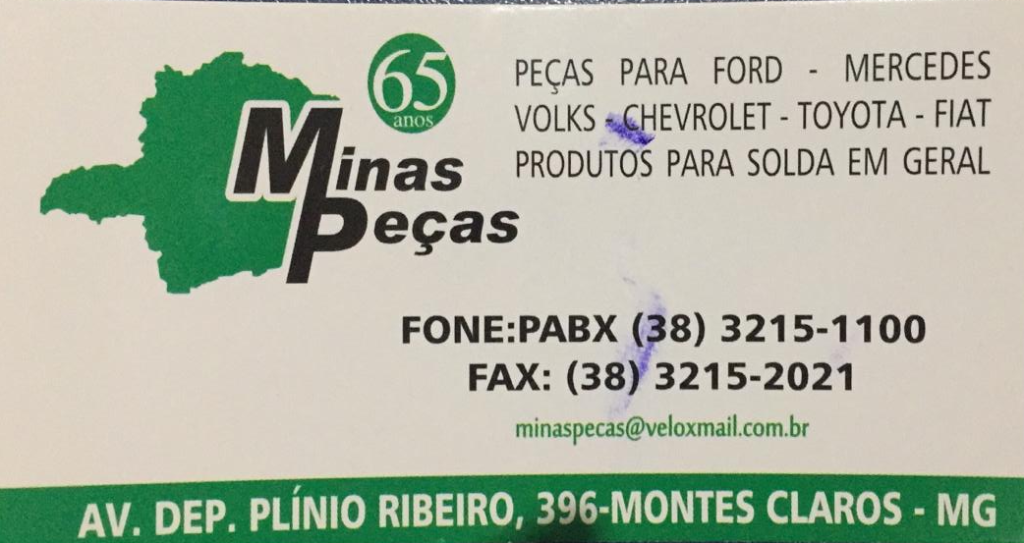 65
anos
Minas
Peças
PEÇAS PARA FORD - MERCEDES
VOLKS - CHEVROLET - TOYOTA - FIAT
PRODUTOS PARA SOLDA EM GERAL
FONE:PABX (38) 3215-1100
FAX: (38) 3215-2021
minaspecas@veloxmail.com.br
AV. DEP. PLÍNIO RIBEIRO, 396-MONTES CLAROS - MG